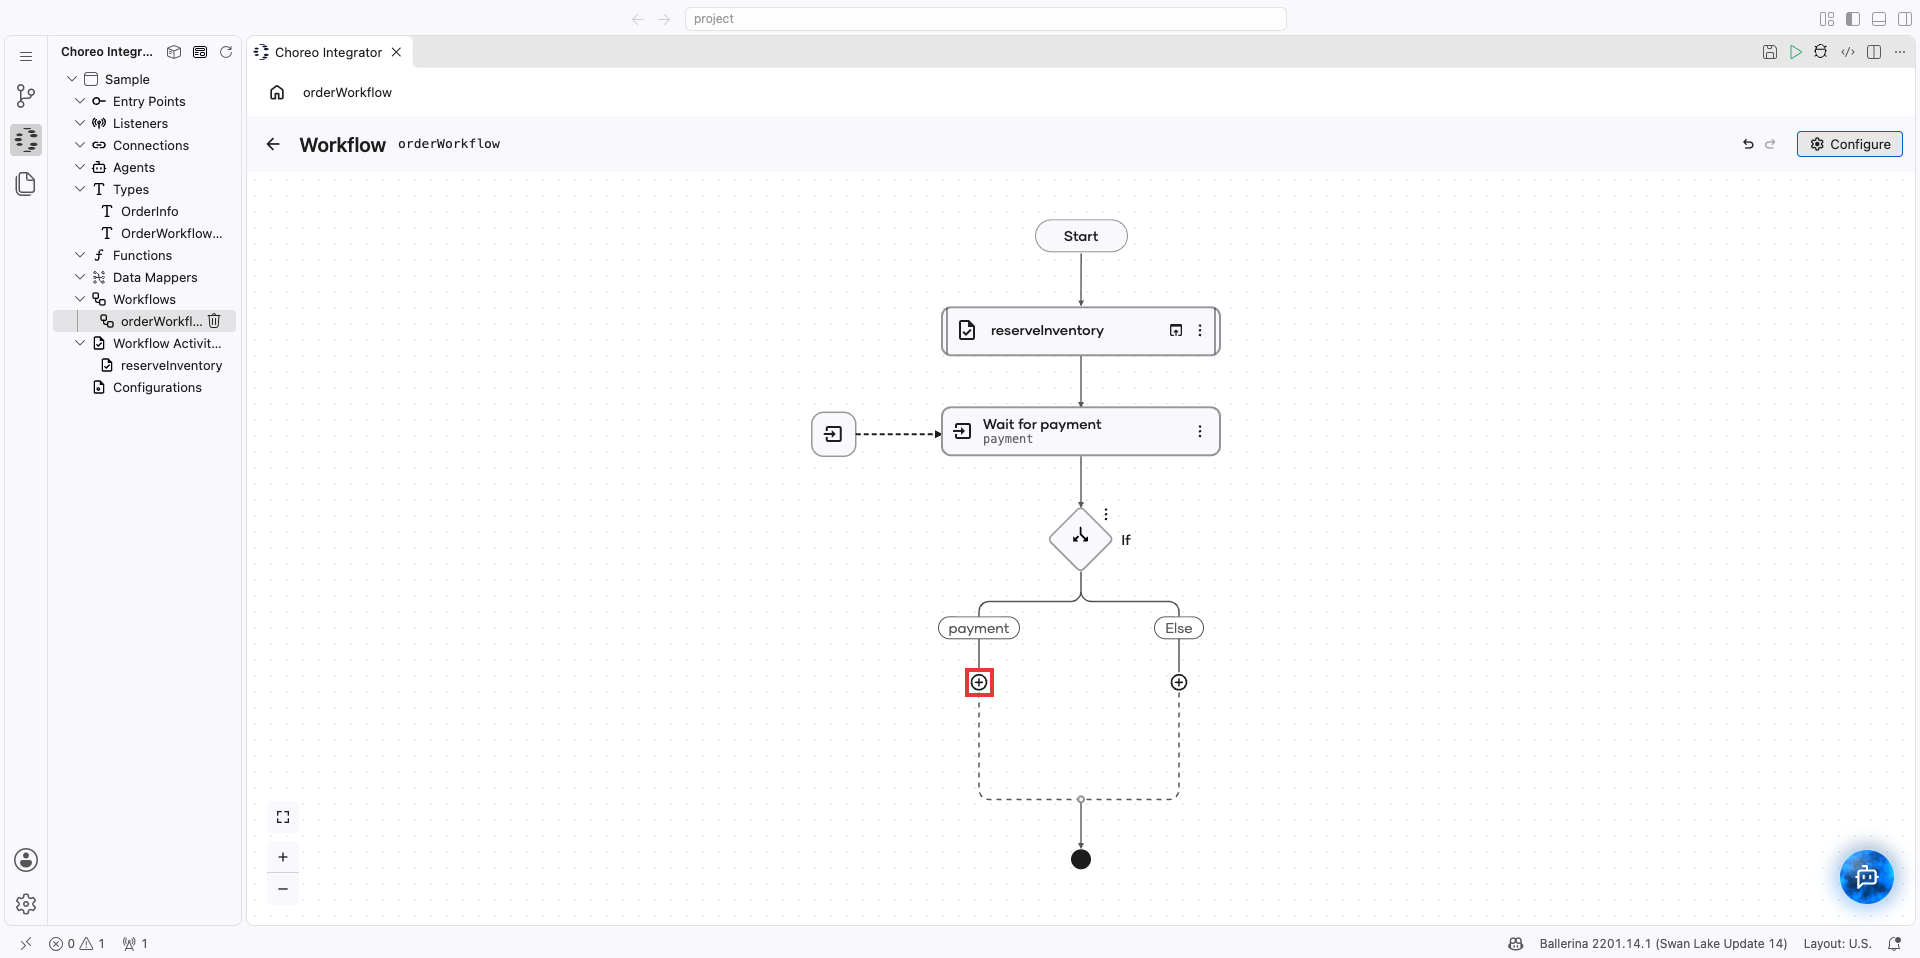 project
Choreo Integr...
Choreo Integrator
Sample
Entry Points
Listeners
Connections
Agents
Types
OrderInfo
OrderWorkflow...
Functions
Data Mappers
Workflows
orderWorkfl...
Workflow Activit...
reserveInventory
Configurations
orderWorkflow
Workflow orderWorkflow
Configure
Start
reserveInventory
Wait for payment
payment
If
payment
Else
0 1 1
Ballerina 2201.14.1 (Swan Lake Update 14) Layout: U.S.